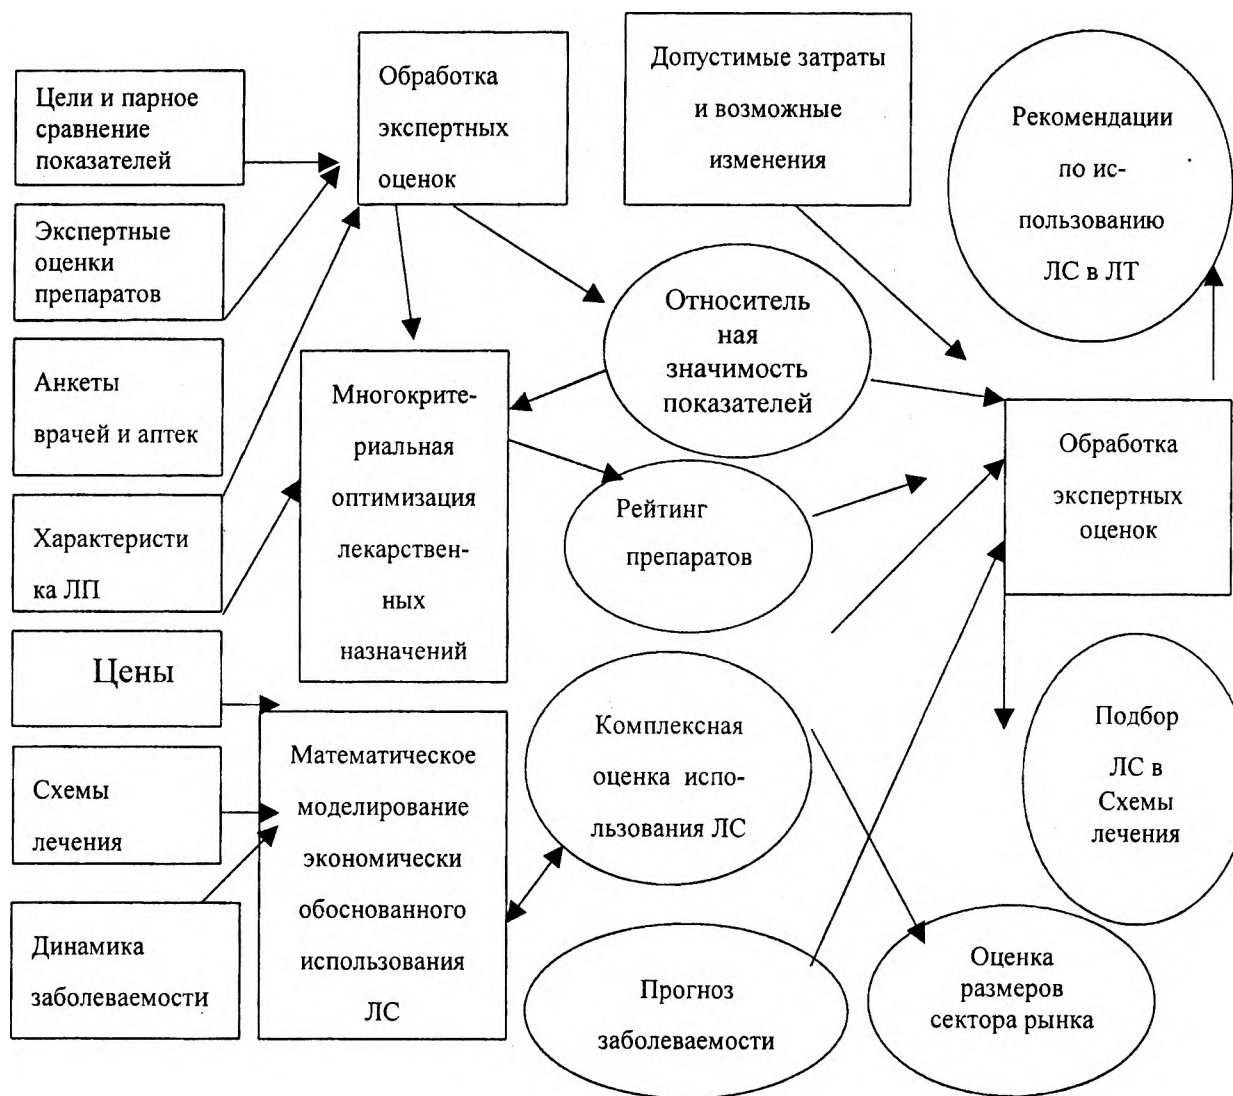 Цели и парное
сравнение
показателей
Экспертные
оценки
препаратов
Анкеты
врачей и аптек
Характеристи
ка ЛП
Цены
Схемы
лечения
Динамика
заболеваемости
Обработка
экспертных
оценок
Многокрите-
риальная
оптимизация
лекарствен-
ных
назначений
Математическое
моделирование
экономически
обоснованного
использования
ЛС
Допустимые затраты
и возможные
изменения
Относитель
ная
значимость
показателей
Рейтинг
препаратов
Комплексная
оценка испо-
льзования ЛС
Прогноз
заболеваемости
Рекомендации
по ис-
пользованию
ЛС в ЛТ
Обработка
экспертных
оценок
Подбор
ЛС в
Схемы
лечения
Оценка
размеров
сектора рынка